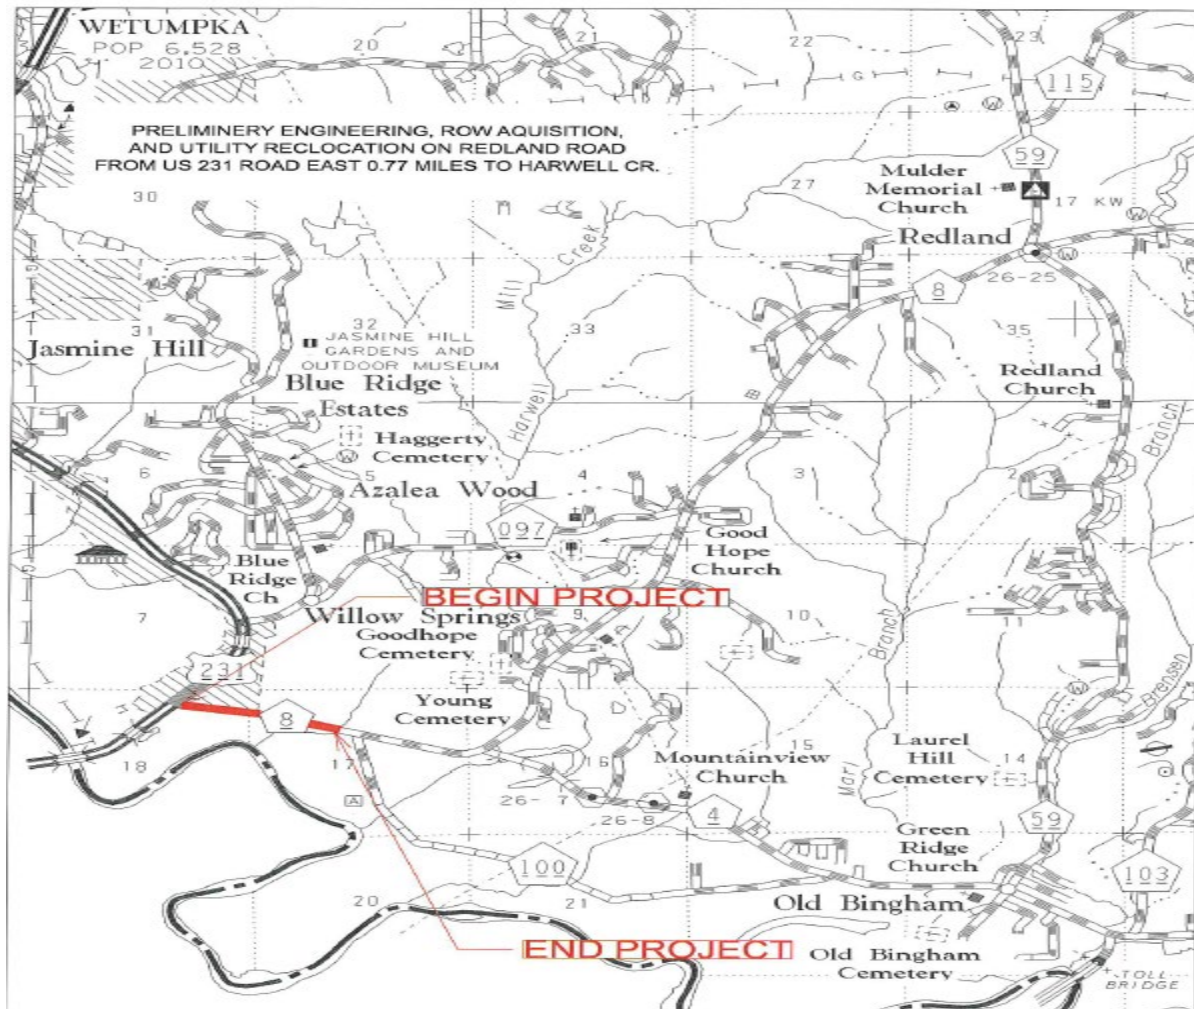 WETUMPKA
POP 6,528
2010
20
21
22
23
G
115
PRELIMINERY ENGINEERING, ROW AQUISITION,
AND UTILITY RECLOCATION ON REDLAND ROAD
FROM US 231 ROAD EAST 0.77 MILES TO HARWELL CR.
59
Mulder
Memorial
Church
17 KW
W
27
30
Redland
26-25
8
Mill
Creek
31
32
33
35
Jasmine Hill
JASMINE HILL
GARDENS AND
OUTDOOR MUSEUM
Blue Ridge
Estates
Redland
Church
Harwell
Branch
Haggerty
Cemetery
W
6
5
4
3
2
Azalea Wood
097
Good
Hope
Church
Blue
Ridge
Ch
BEGIN PROJECT
7
Willow Springs
9
10
11
Goodhope
Cemetery
Branch
Brensen
231
Young
Cemetery
W
8
18
17
16
15
14
Mountainview
Church
Laurel
Hill
Cemetery
Marl
A
26-7
26-8
4
59
Green
Ridge
Church
100
103
20
21
Old Bingham
END PROJECT
Old Bingham
Cemetery
TOLL
BRIDGE